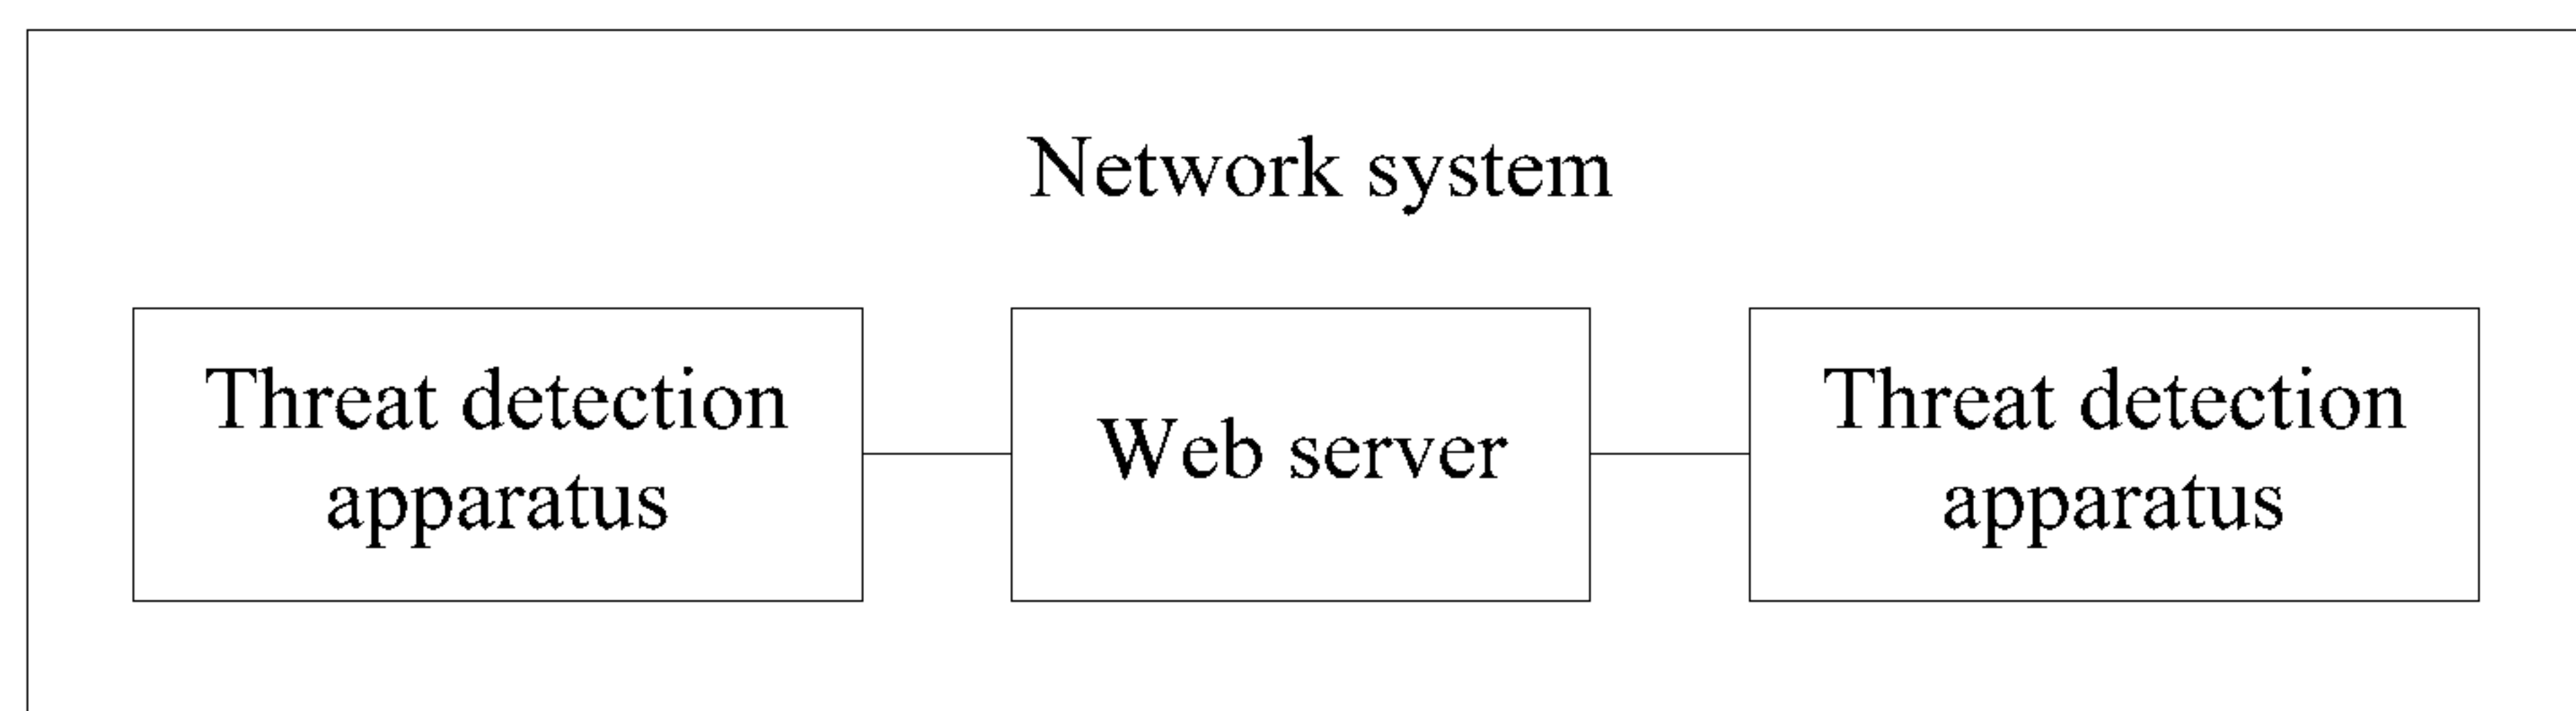 Network system
Threat detection
apparatus
Web server
Threat detection
apparatus